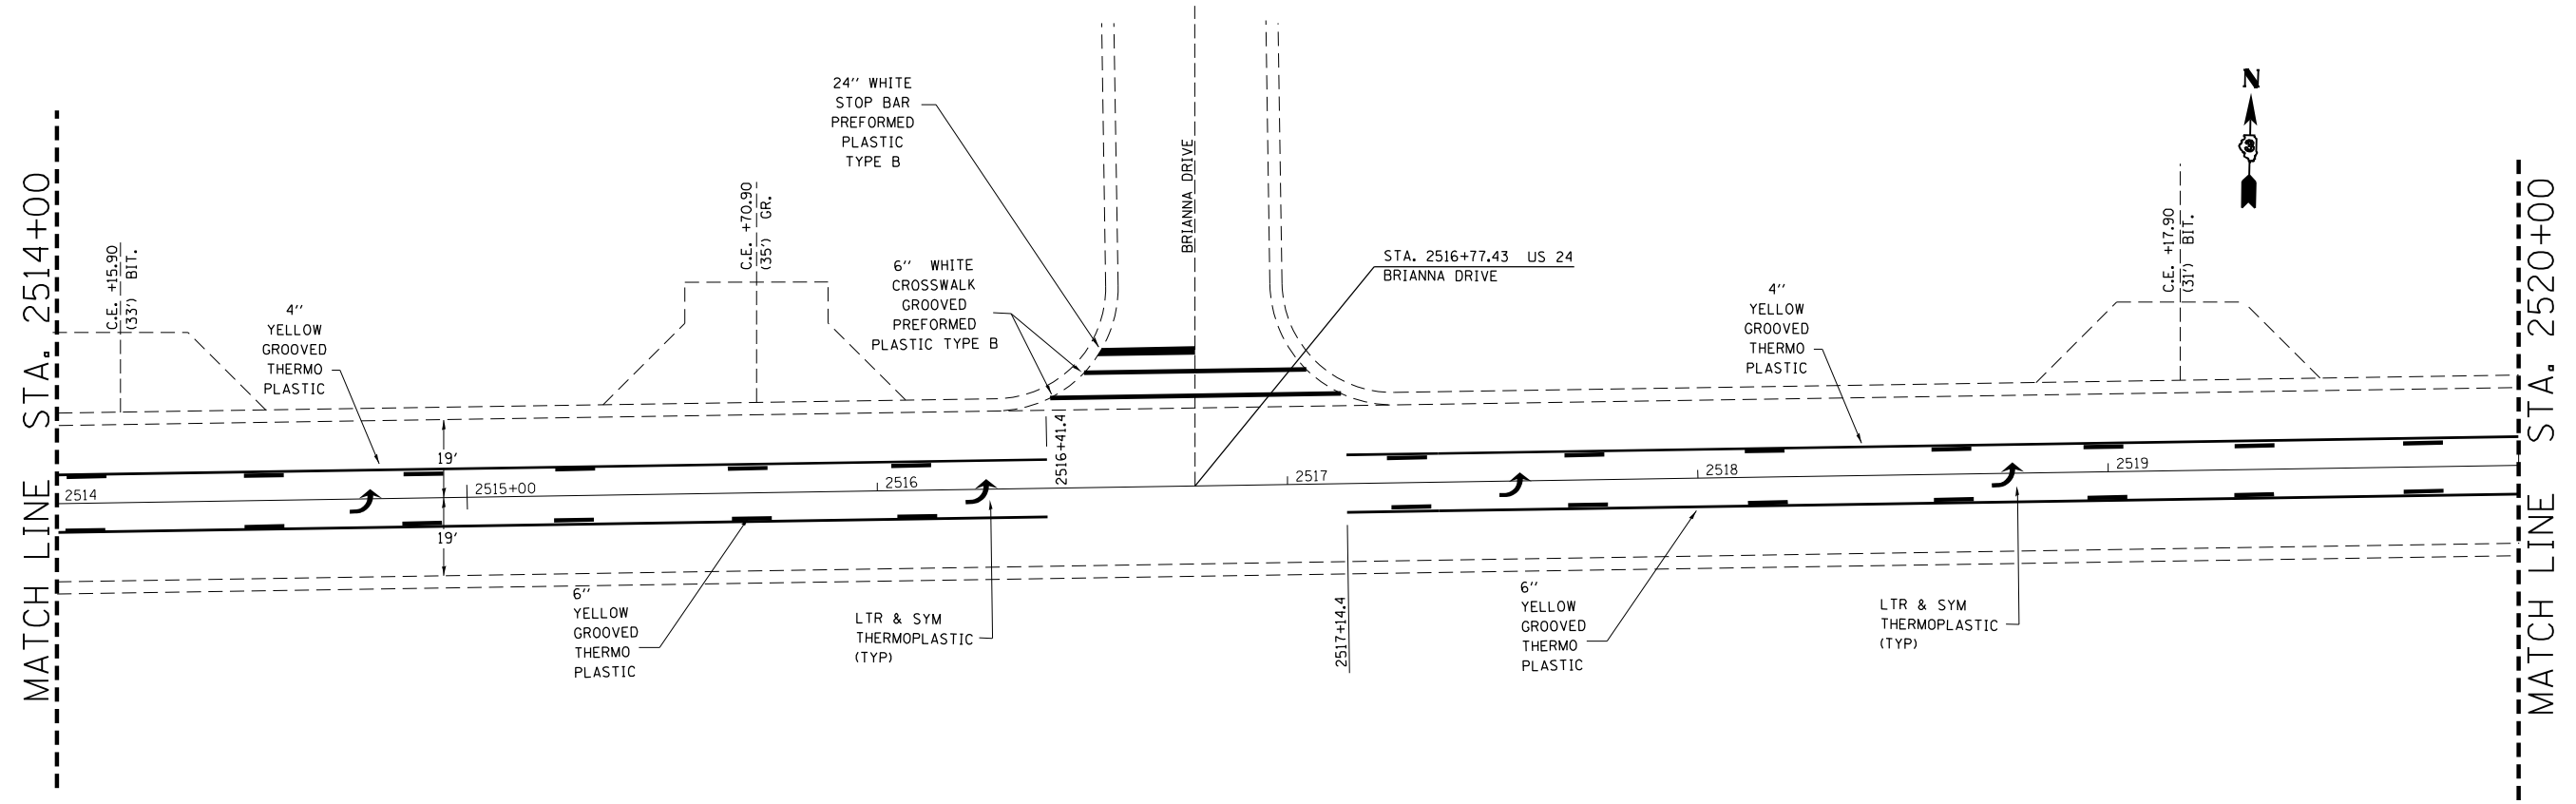 MATCH LINE STA. 2514+00
C.E. +15.90
(33') BIT.
4''
YELLOW
GROOVED
THERMO
PLASTIC
C.E. +70.90
(35') GR.
24'' WHITE
STOP BAR
PREFORMED
PLASTIC
TYPE B
6'' WHITE
CROSSWALK
GROOVED
PREFORMED
PLASTIC TYPE B
BRIANNA DRIVE
STA. 2516+77.43 US 24
BRIANNA DRIVE
4''
YELLOW
GROOVED
THERMO
PLASTIC
C.E. +17.90
(31') BIT.
N
3
MATCH LINE STA. 2520+00
19'
19'
2514
2515+00
2516
2516+41.4
2517
2518
2519
6''
YELLOW
GROOVED
THERMO
PLASTIC
LTR & SYM
THERMOPLASTIC
(TYP)
2517+14.4
6''
YELLOW
GROOVED
THERMO
PLASTIC
LTR & SYM
THERMOPLASTIC
(TYP)